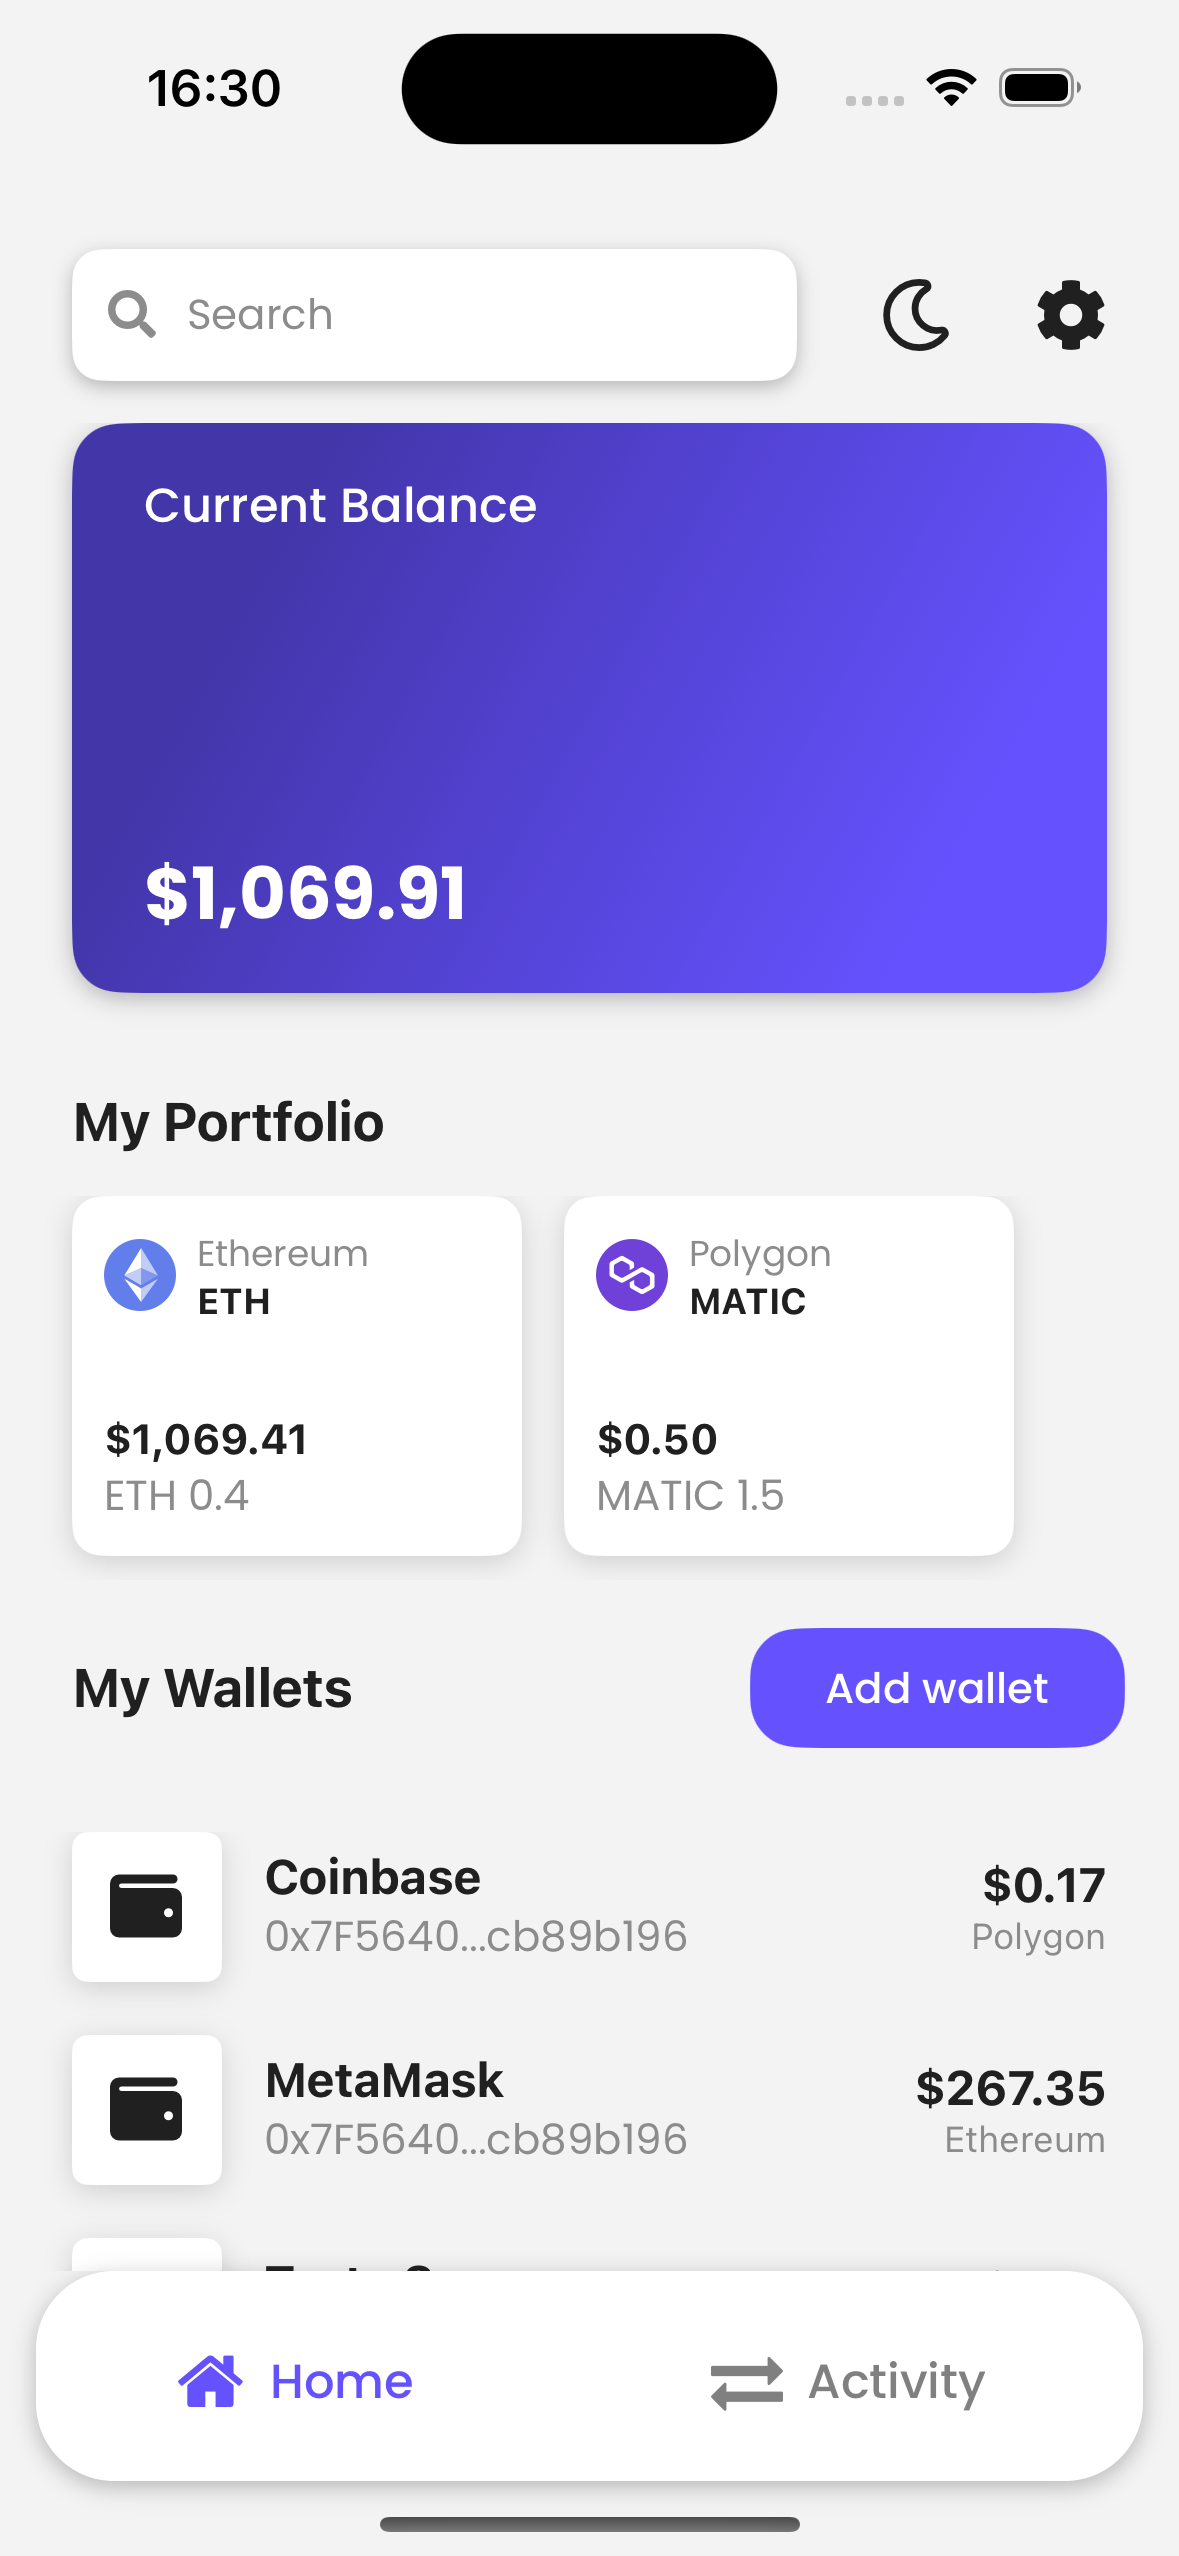 16:30
Search
Current Balance
$1,069.91
My Portfolio
Ethereum
ETH
$1,069.41
ETH 0.4
Polygon
MATIC
$0.50
MATIC 1.5
My Wallets
Add wallet
Coinbase
0x7F5640...cb89b196
$0.17
Polygon
MetaMask
0x7F5640...cb89b196
$267.35
Ethereum
Home
Activity